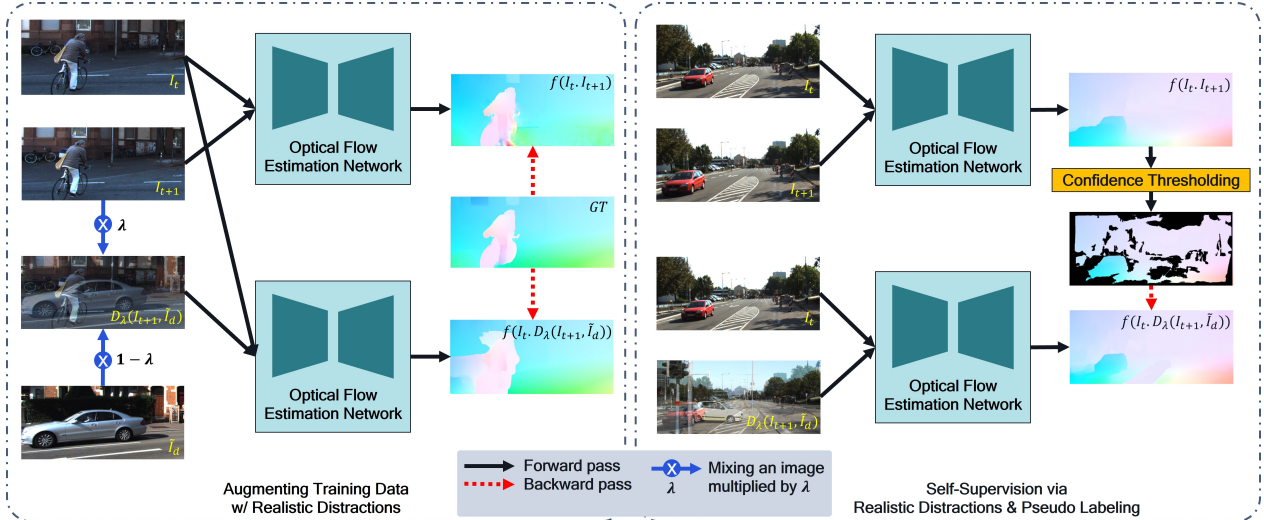 I_t
I_{t+1}
λ
D_λ(I_{t+1}, Ĩ_d)
1 − λ
Ĩ_d
Optical Flow
Estimation Network
Optical Flow
Estimation Network
f(I_t. I_{t+1})
GT
f(I_t. D_λ(I_{t+1}, Ĩ_d))
Augmenting Training Data
w/ Realistic Distractions
I_t
I_{t+1}
I_t
D_λ(I_{t+1}, Ĩ_d)
Optical Flow
Estimation Network
Optical Flow
Estimation Network
f(I_t. I_{t+1})
Confidence Thresholding
f(I_t. D_λ(I_{t+1}, Ĩ_d))
Self-Supervision via
Realistic Distractions & Pseudo Labeling
Forward pass
Backward pass
X
λ
Mixing an image
multiplied by λ